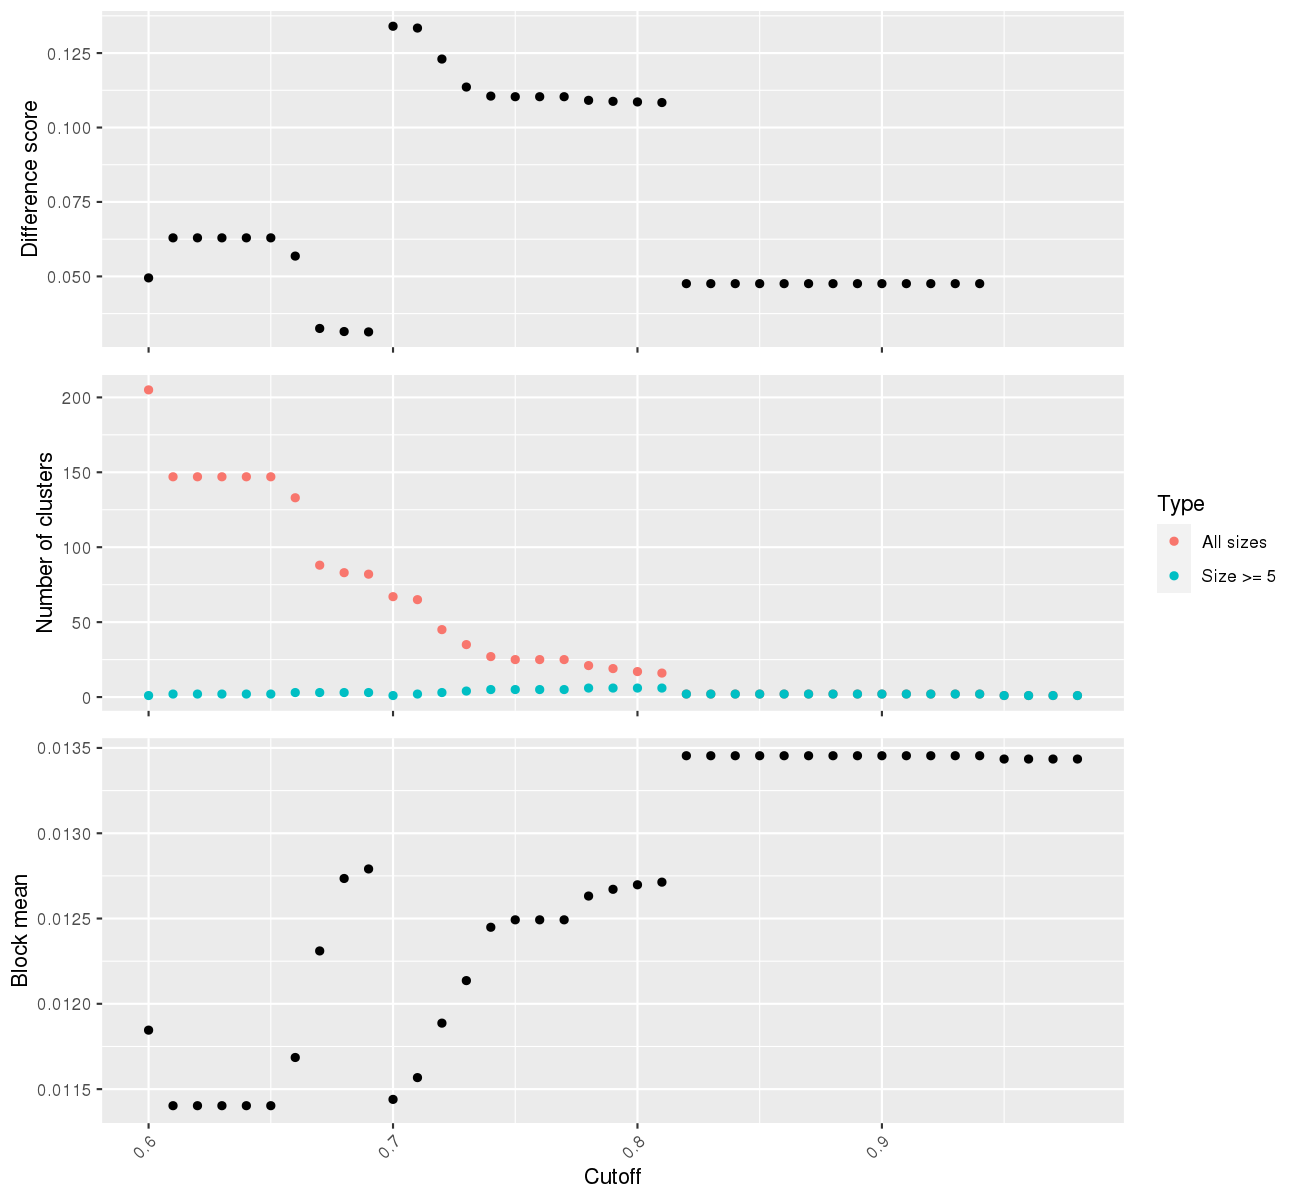 Difference score
0.125
0.100
0.075
0.050
Number of clusters
200
150
100
50
0
Type
All sizes
Size >= 5
Block mean
0.0135
0.0130
0.0125
0.0120
0.0115
0.6 0.7 0.8 0.9
Cutoff